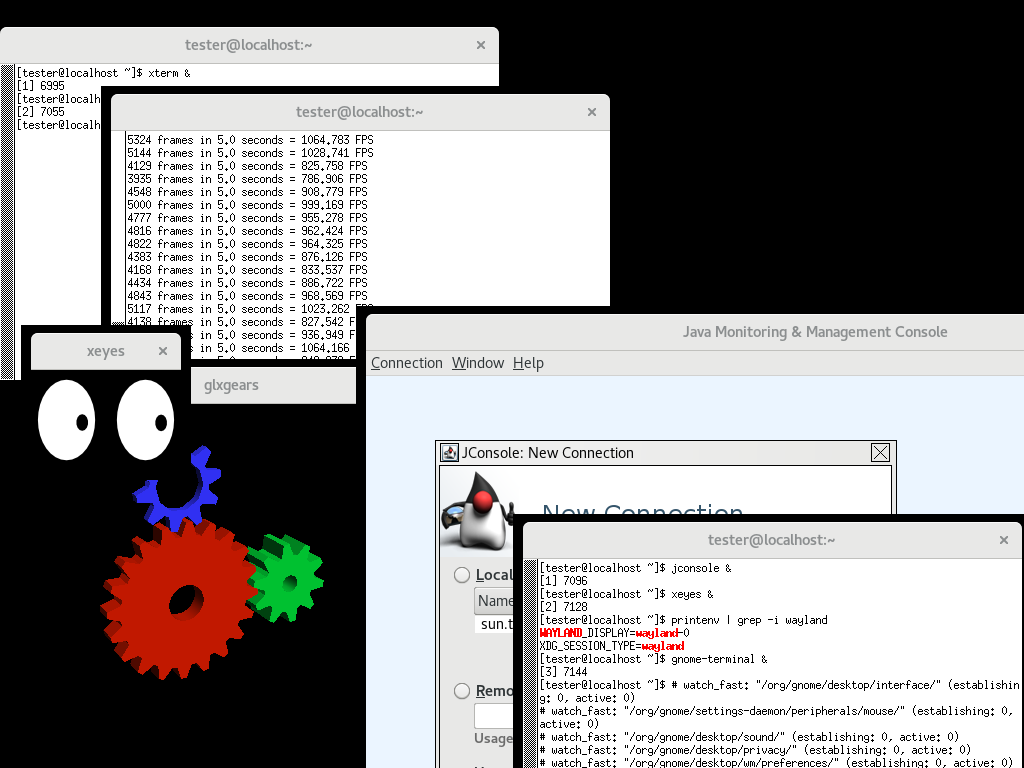 tester@localhost:~
[tester@localhost ~]$ xterm &
[1] 6995
[tester@localh
[2] 7055
[tester@localh
tester@localhost:~
5324 frames in 5.0 seconds = 1064.783 FPS
5144 frames in 5.0 seconds = 1028.741 FPS
4129 frames in 5.0 seconds = 825.758 FPS
3935 frames in 5.0 seconds = 786.906 FPS
4548 frames in 5.0 seconds = 908.779 FPS
5000 frames in 5.0 seconds = 999.169 FPS
4777 frames in 5.0 seconds = 955.278 FPS
4816 frames in 5.0 seconds = 962.424 FPS
4822 frames in 5.0 seconds = 964.325 FPS
4383 frames in 5.0 seconds = 876.126 FPS
4168 frames in 5.0 seconds = 833.537 FPS
4434 frames in 5.0 seconds = 886.722 FPS
4843 frames in 5.0 seconds = 968.569 FPS
5117 frames in 5.0 seconds = 1023.262
4138 frames in 5.0 seconds = 827.542 F
frames in 5.0 seconds = 936.949 F
frames in 5.0 seconds = 1064.166
frames in 5.0 seconds =
xeyes
glxgears
Java Monitoring & Management Console
Connection Window Help
JConsole: New Connection
New Connection
Local
Name
sun.t
Remo
Usage
tester@localhost:~
[tester@localhost ~]$ jconsole &
[1] 7096
[tester@localhost ~]$ xeyes &
[2] 7128
[tester@localhost ~]$ printenv | grep -i wayland
WAYLAND_DISPLAY=wayland-0
XDG_SESSION_TYPE=wayland
[tester@localhost ~]$ gnome-terminal &
[3] 7144
[tester@localhost ~]$ # watch_fast: "/org/gnome/desktop/interface/" (establishin
g: 0, active: 0)
# watch_fast: "/org/gnome/settings-daemon/peripherals/mouse/" (establishing: 0,
active: 0)
# watch_fast: "/org/gnome/desktop/sound/" (establishing: 0, active: 0)
# watch_fast: "/org/gnome/desktop/privacy/" (establishing: 0, active: 0)
# watch_fast: "/org/gnome/desktop/wm/preferences/" (establishing: 0, active: 0)